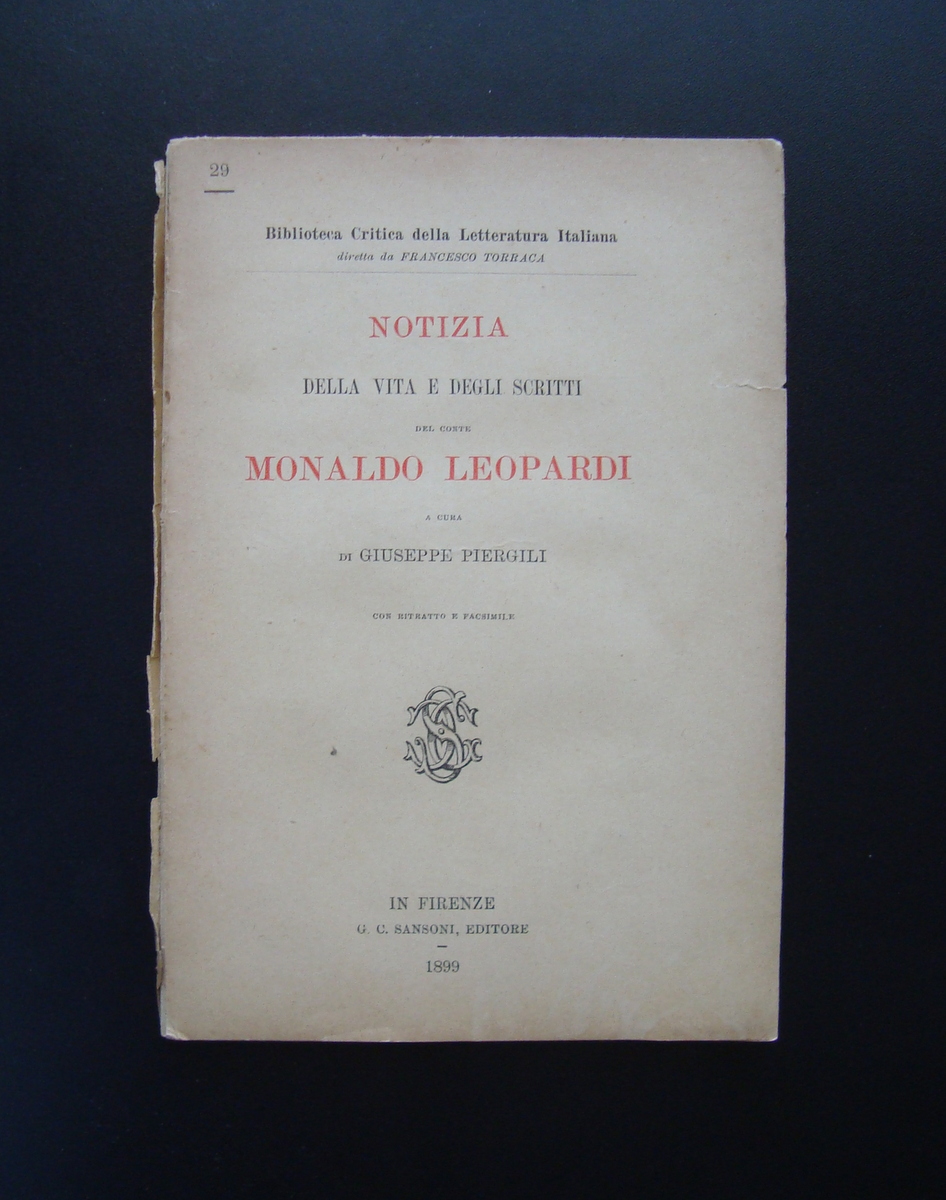 29
Biblioteca Critica della Letteratura Italiana
diretta da FRANCESCO TORRACA
NOTIZIA
DELLA VITA E DEGLI SCRITTI
DEL CONTE
MONALDO LEOPARDI
A CURA
DI GIUSEPPE PIERGILI
CON RITRATTO E FACSIMILE
IN FIRENZE
G. C. SANSONI, EDITORE
1899